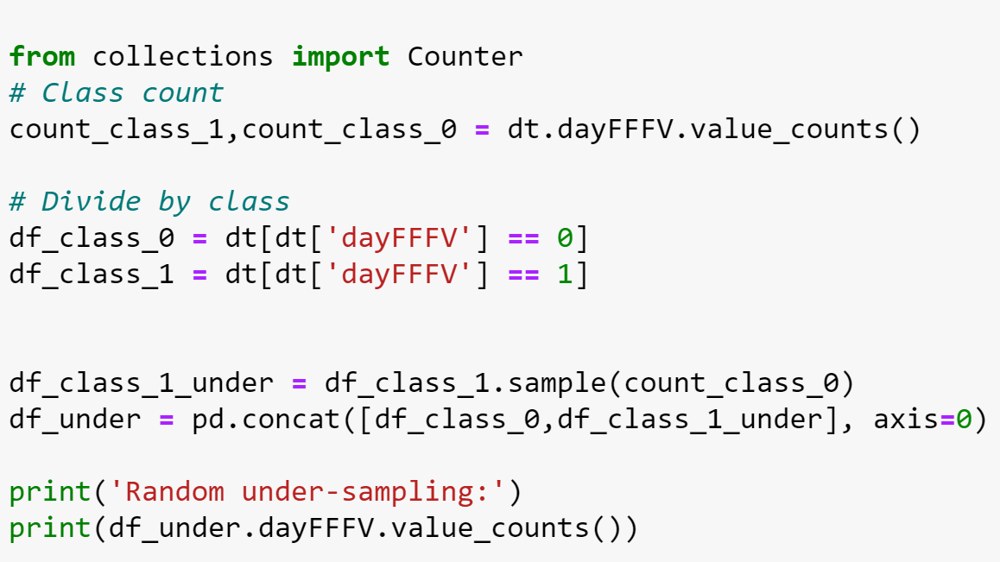 from collections import Counter
# Class count
count_class_1,count_class_0 = dt.dayFFFV.value_counts()
# Divide by class
df_class_0 = dt[dt['dayFFFV'] == 0]
df_class_1 = dt[dt['dayFFFV'] == 1]
df_class_1_under = df_class_1.sample(count_class_0)
df_under = pd.concat([df_class_0,df_class_1_under], axis=0)
print('Random under-sampling:')
print(df_under.dayFFFV.value_counts())